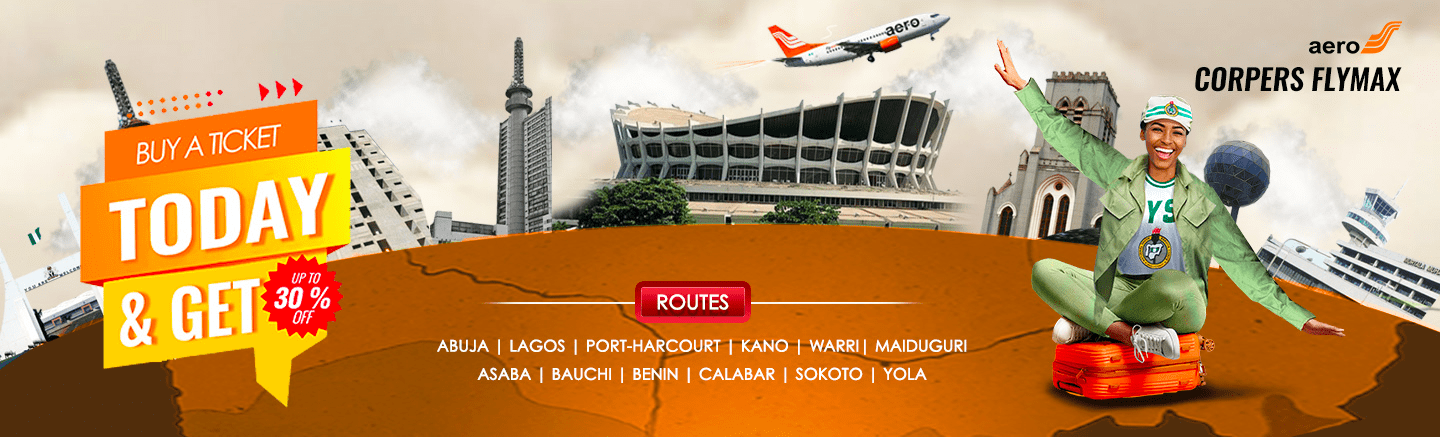 BUY A TICKET
TODAY
& GET
UP TO
30 %
OFF
aero
aero
CORPERS FLYMAX
YS
ROUTES
ABUJA | LAGOS | PORT-HARCOURT | KANO | WARRI| MAIDUGURI
ASABA | BAUCHI | BENIN | CALABAR | SOKOTO | YOLA